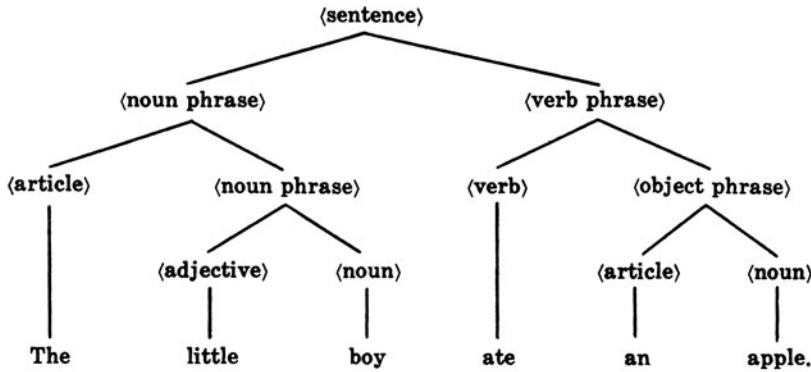 ⟨sentence⟩
⟨noun phrase⟩ ⟨verb phrase⟩
⟨article⟩ ⟨noun phrase⟩ ⟨verb⟩ ⟨object phrase⟩
⟨adjective⟩ ⟨noun⟩ ⟨article⟩ ⟨noun⟩
The little boy ate an apple.